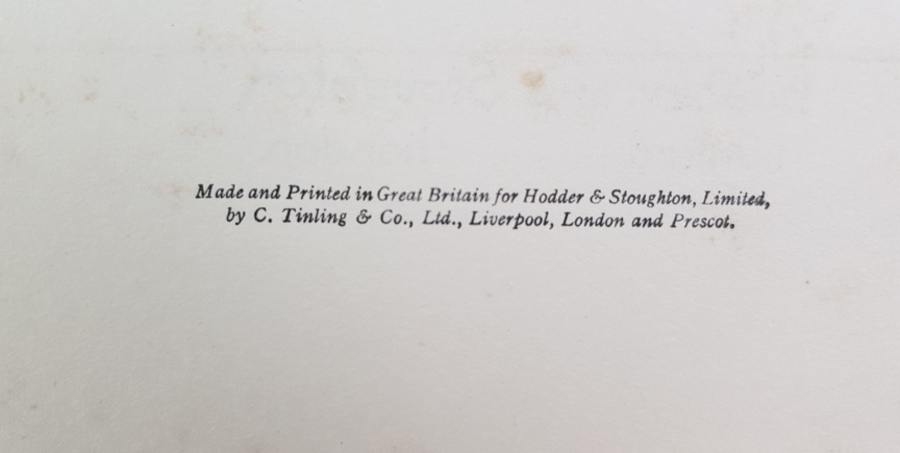 Made and Printed in Great Britain for Hodder & Stoughton, Limited,
by C. Tinling & Co., Ltd., Liverpool, London and Prescot.